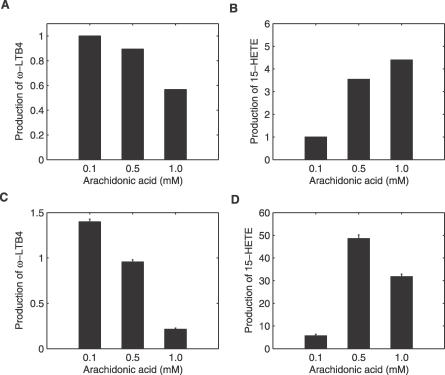 A
Production of ω−LTB4
1
0.8
0.6
0.4
0.2
0
0.1 0.5 1.0
Arachidonic acid (mM)
B
Production of 15−HETE
6
5
4
3
2
1
0
0.1 0.5 1.0
Arachidonic acid (mM)
C
Production of ω−LTB4
1.5
1
0.5
0
0.1 0.5 1.0
Arachidonic acid (mM)
D
Production of 15−HETE
60
50
40
30
20
10
0
0.1 0.5 1.0
Arachidonic acid (mM)